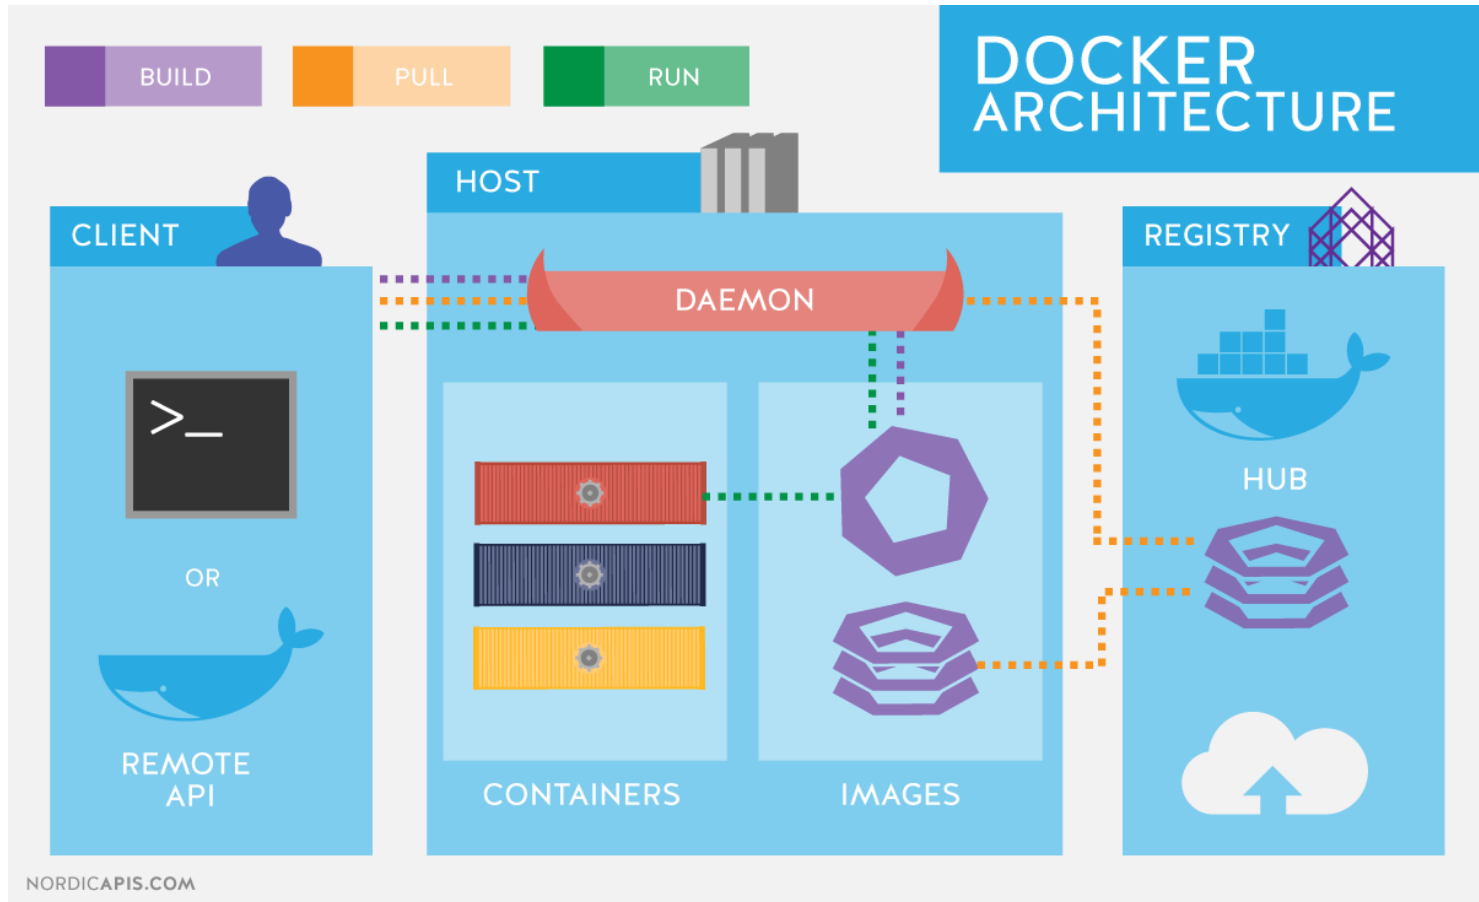 BUILD
PULL
RUN
DOCKER
ARCHITECTURE
CLIENT
>_
OR
REMOTE
API
HOST
DAEMON
CONTAINERS
IMAGES
REGISTRY
HUB
NORDICAPIS.COM